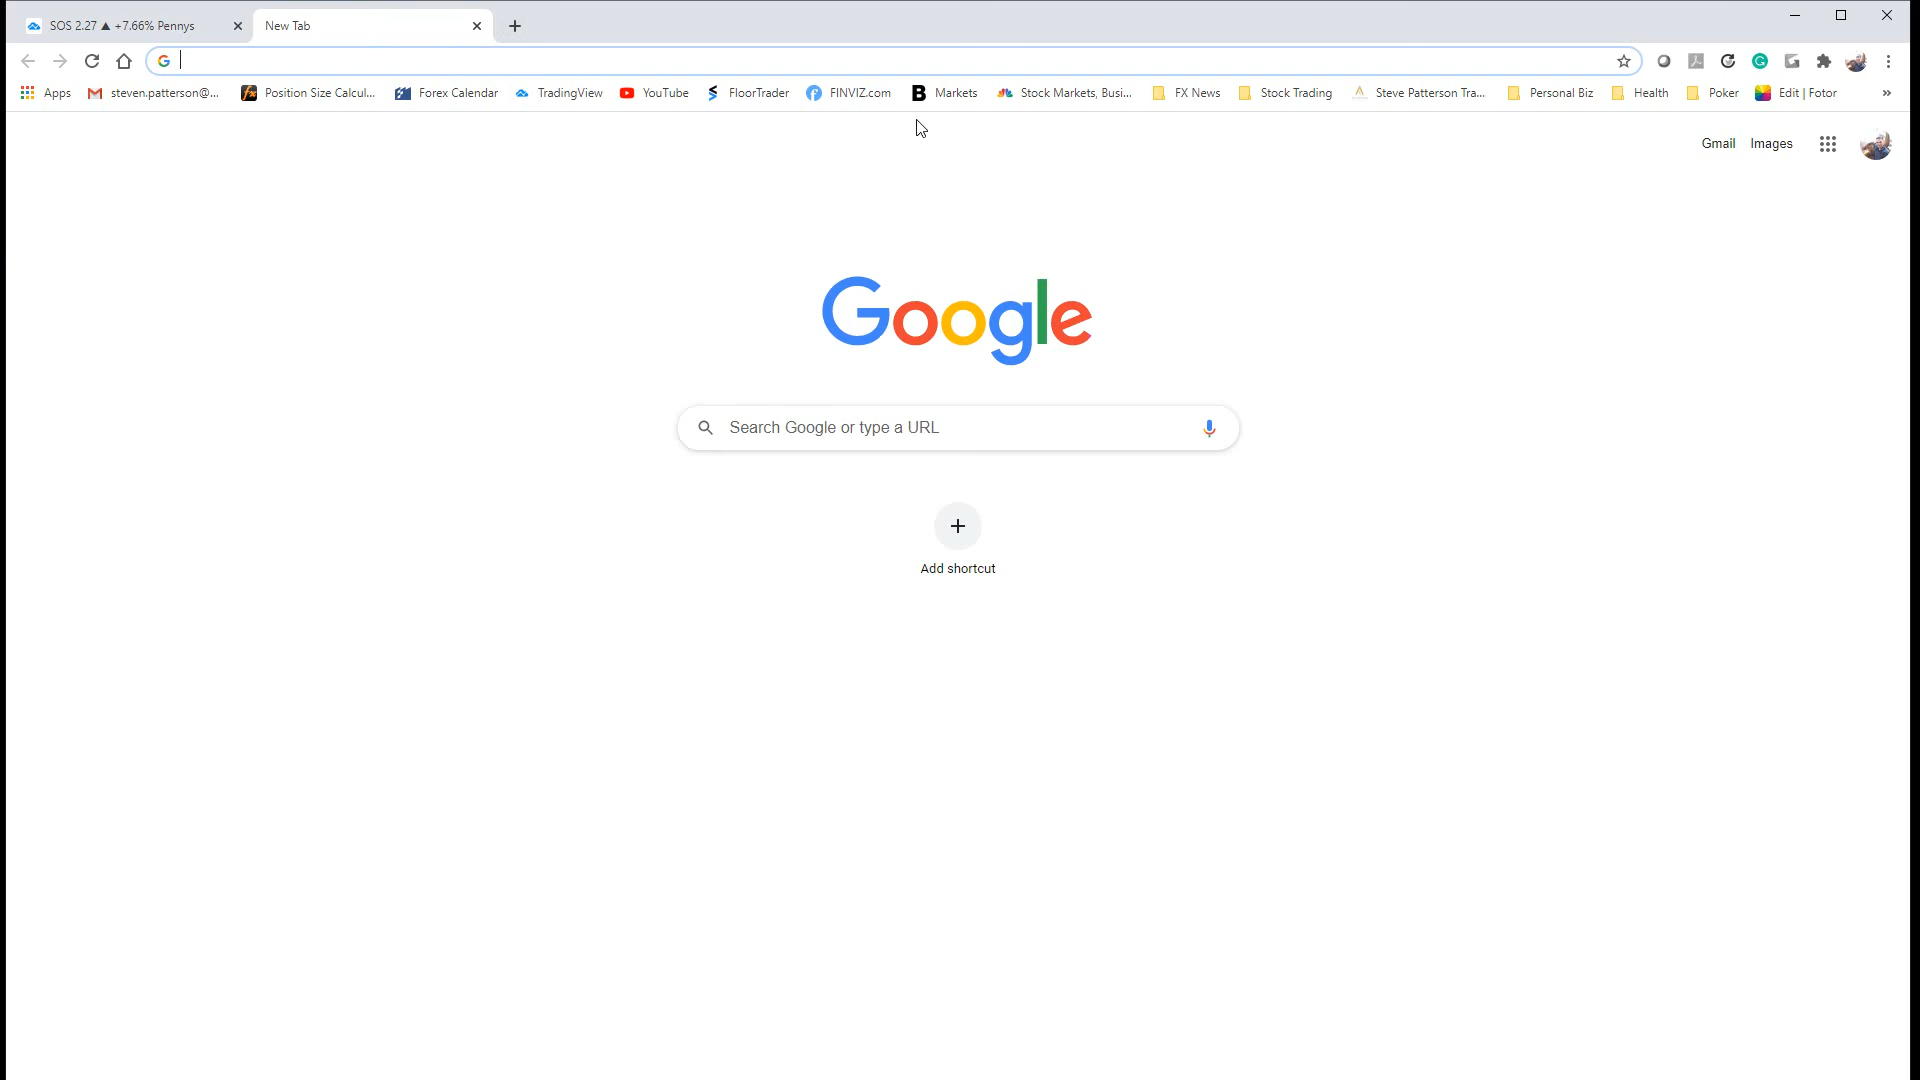 SOS 2.27 ▲ +7.66% Pennys
New Tab
Apps
steven.patterson@...
Position Size Calcul...
Forex Calendar
TradingView
YouTube
FloorTrader
FINVIZ.com
Markets
Stock Markets, Busi...
FX News
Stock Trading
Steve Patterson Tra...
Personal Biz
Health
Poker
Edit | Fotor
Gmail
Images
Google
Search Google or type a URL
Add shortcut